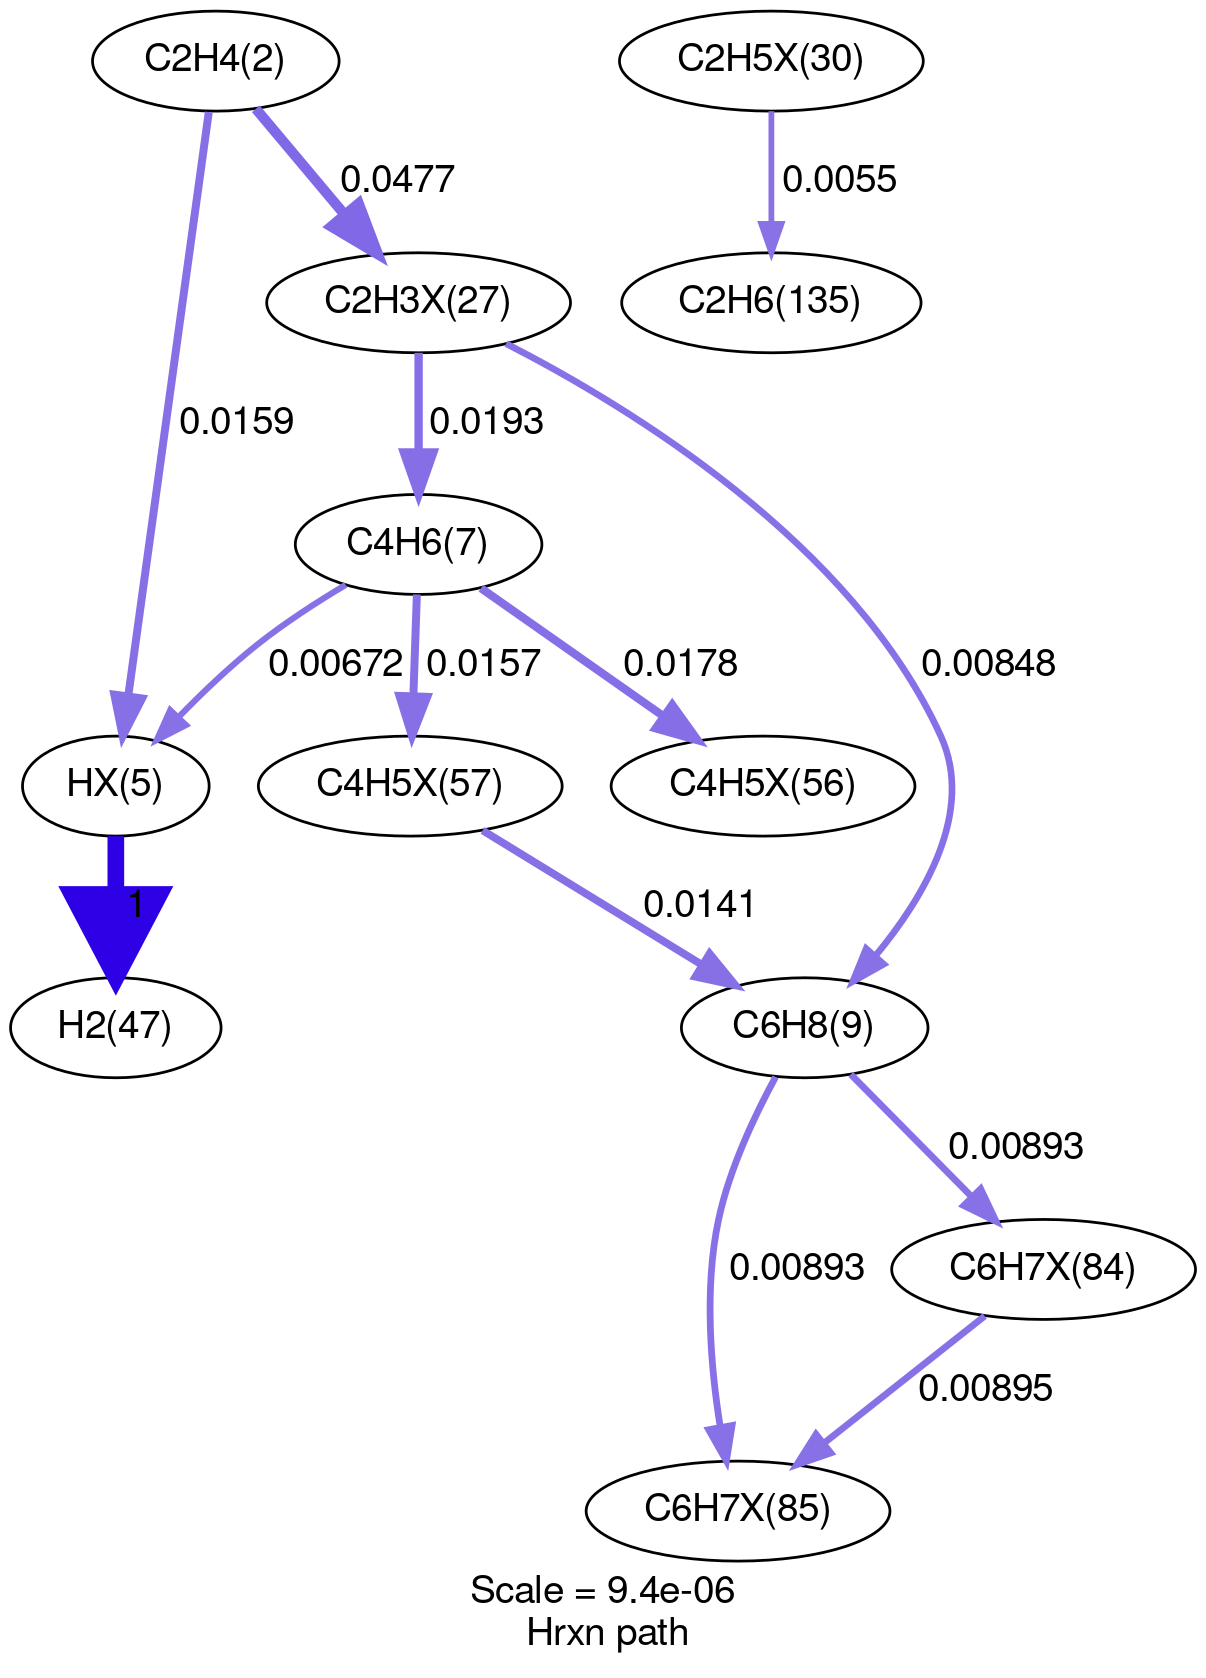 C2H4(2)
C2H5X(30)
0.0477
0.0055
C2H3X(27)
C2H6(135)
0.0159
0.0193
C4H6(7)
0.00672
0.0157
0.0178
0.00848
HX(5)
C4H5X(57)
C4H5X(56)
1
0.0141
H2(47)
C6H8(9)
0.00893
0.00893
C6H7X(84)
0.00895
C6H7X(85)
Scale = 9.4e-06
Hrxn path